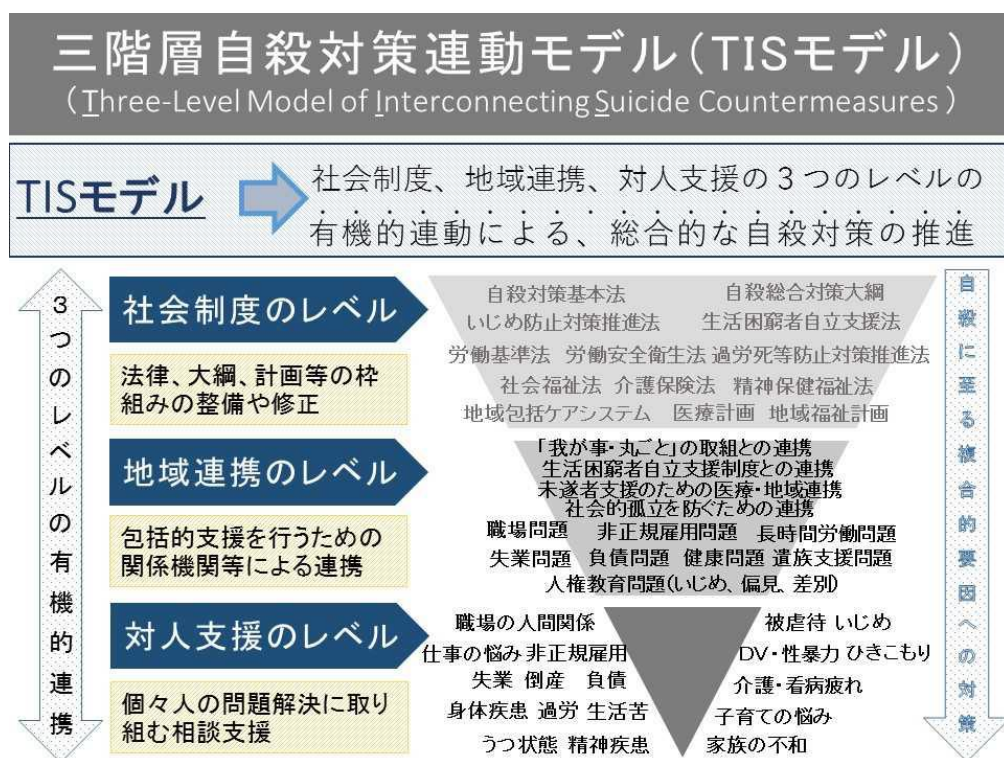 三階層自殺対策連動モデル(TISモデル)
(Three-Level Model of Interconnecting Suicide Countermeasures)
TISモデル
社会制度、地域連携、対人支援の3つのレベルの
有機的連動による、総合的な自殺対策の推進
3つのレベルの有機的連携
社会制度のレベル
法律、大綱、計画等の枠
組みの整備や修正
地域連携のレベル
包括的支援を行うための
関係機関等による連携
対人支援のレベル
個々人の問題解決に取り
組む相談支援
自殺対策基本法 自殺総合対策大綱
いじめ防止対策推進法 生活困窮者自立支援法
労働基準法 労働安全衛生法 過労死等防止対策推進法
社会福祉法 介護保険法 精神保健福祉法
地域包括ケアシステム 医療計画 地域福祉計画
「我が事・丸ごと」の取組との連携
生活困窮者自立支援制度との連携
未遂者支援のための医療・地域連携
社会的孤立を防ぐための連携
職場問題 非正規雇用問題 長時間労働問題
失業問題 負債問題 健康問題 遺族支援問題
人権教育問題(いじめ、偏見、差別)
職場の人間関係 被虐待 いじめ
仕事の悩み 非正規雇用 DV・性暴力 ひきこもり
失業 倒産 負債 介護・看病疲れ
身体疾患 過労 生活苦 子育ての悩み
うつ状態 精神疾患 家族の不和
自殺に至る複合的要因への対策